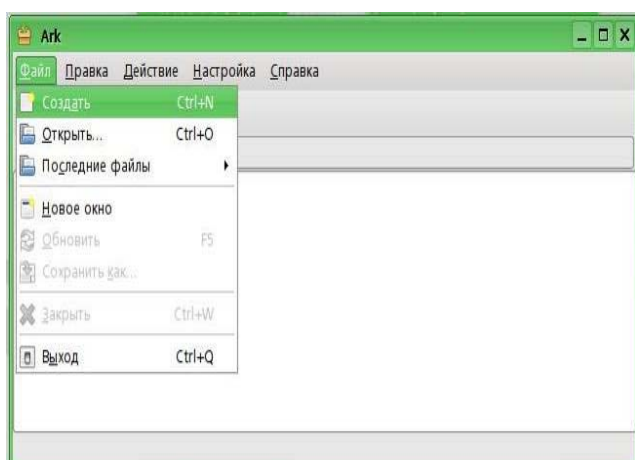 Ark
Файл Правка Действие Настройка Справка
Создать Ctrl+N
Открыть... Ctrl+O
Последние файлы
Новое окно
Обновить F5
Сохранить как...
Закрыть Ctrl+W
Выход Ctrl+Q